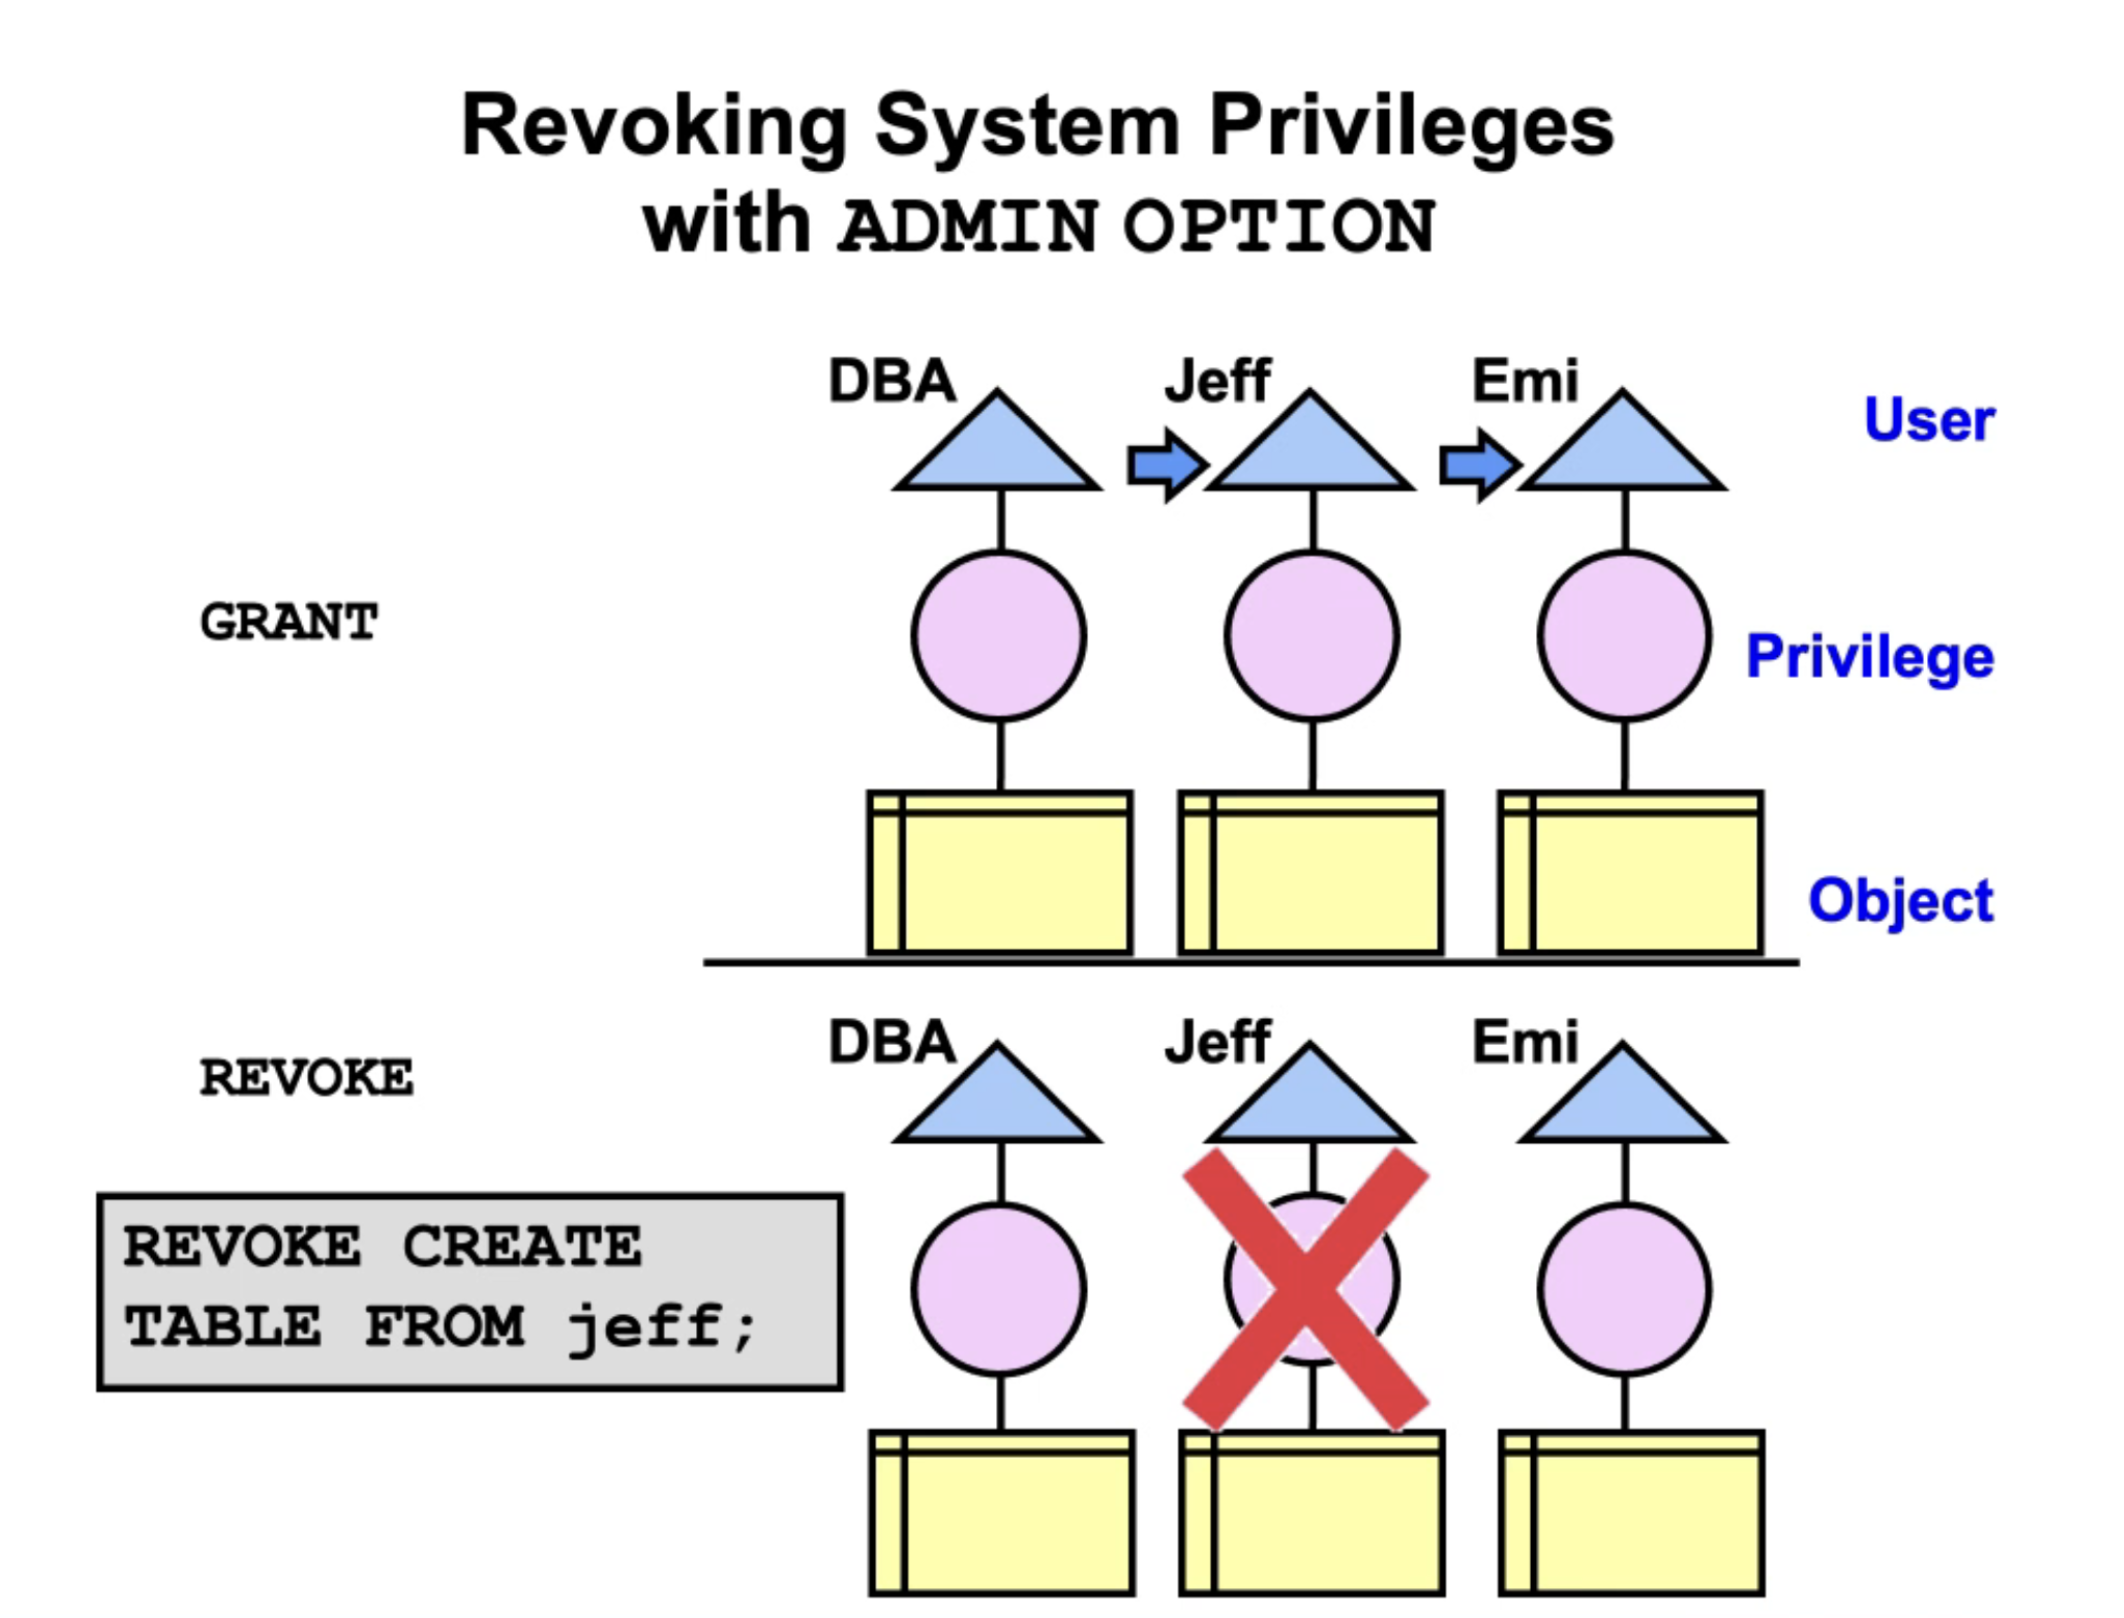 Revoking System Privileges
with ADMIN OPTION
DBA Jeff Emi
User
GRANT
Privilege
Object
DBA Jeff Emi
REVOKE
REVOKE CREATE
TABLE FROM jeff;